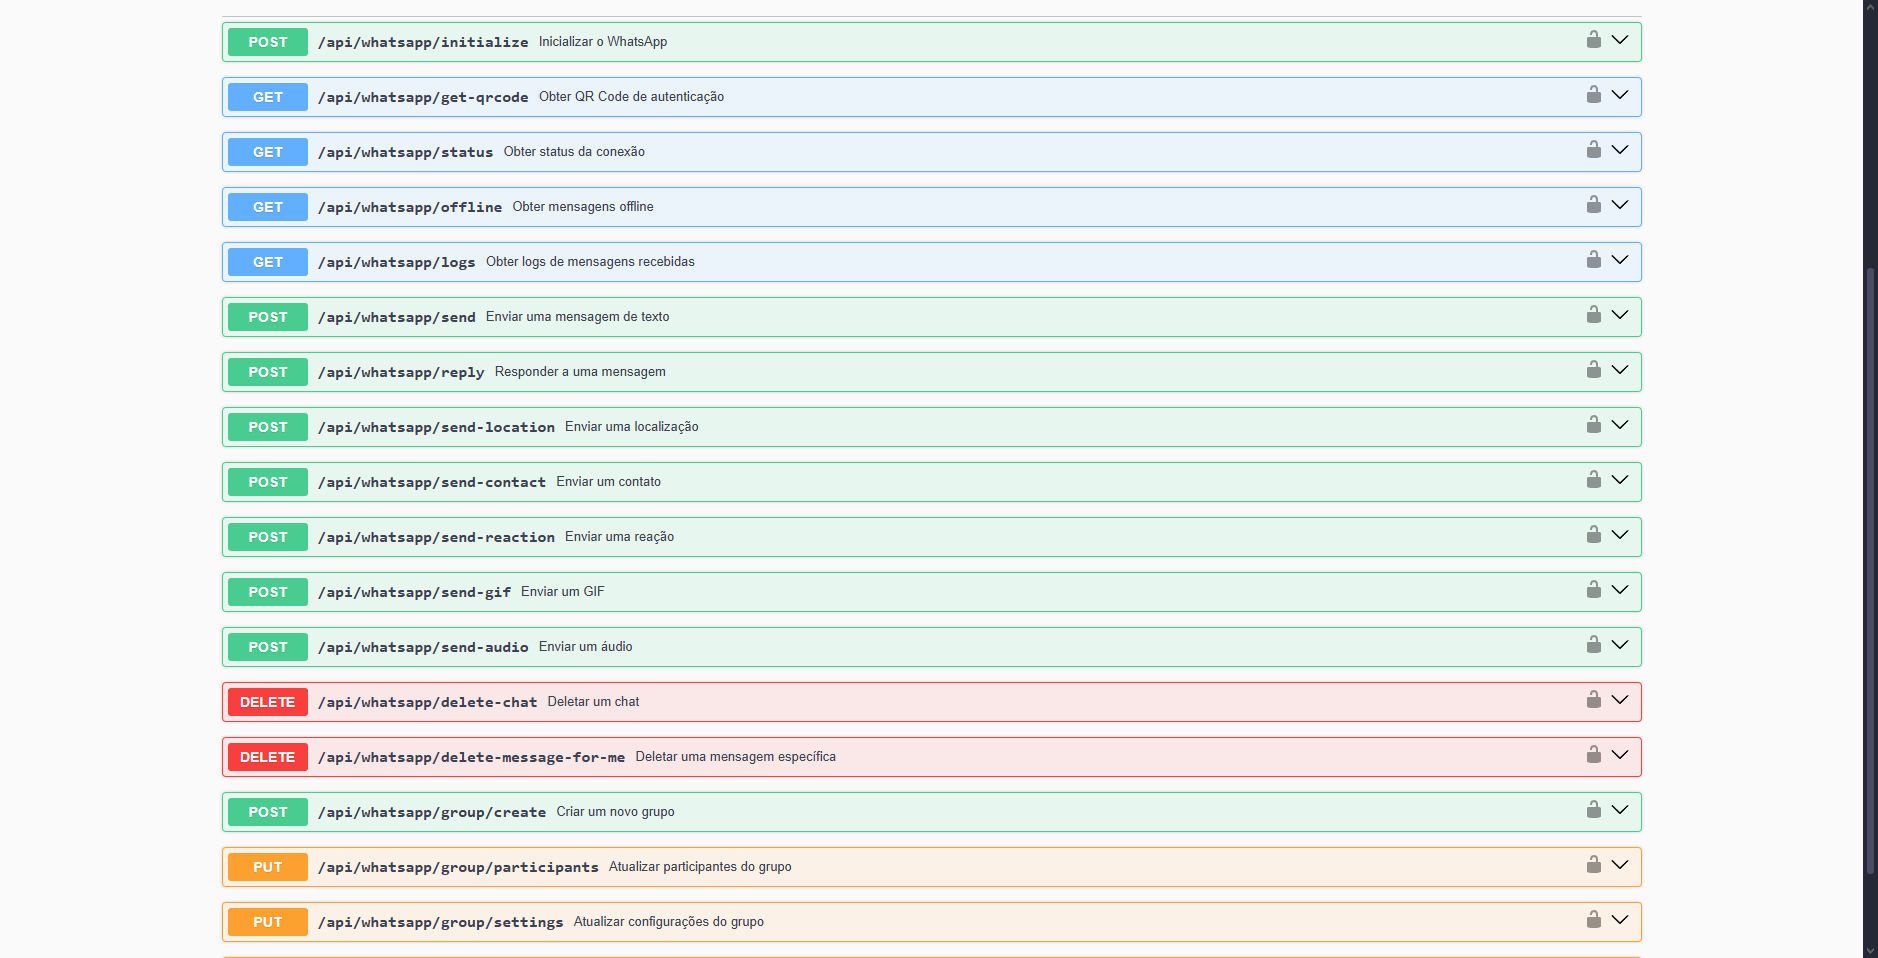 POST /api/whatsapp/initialize Inicializar o WhatsApp
GET /api/whatsapp/get-qrcode Obter QR Code de autenticação
GET /api/whatsapp/status Obter status da conexão
GET /api/whatsapp/offline Obter mensagens offline
GET /api/whatsapp/logs Obter logs de mensagens recebidas
POST /api/whatsapp/send Enviar uma mensagem de texto
POST /api/whatsapp/reply Responder a uma mensagem
POST /api/whatsapp/send-location Enviar uma localização
POST /api/whatsapp/send-contact Enviar um contato
POST /api/whatsapp/send-reaction Enviar uma reação
POST /api/whatsapp/send-gif Enviar um GIF
POST /api/whatsapp/send-audio Enviar um áudio
DELETE /api/whatsapp/delete-chat Deletar um chat
DELETE /api/whatsapp/delete-message-for-me Deletar uma mensagem específica
POST /api/whatsapp/group/create Criar um novo grupo
PUT /api/whatsapp/group/participants Atualizar participantes do grupo
PUT /api/whatsapp/group/settings Atualizar configurações do grupo